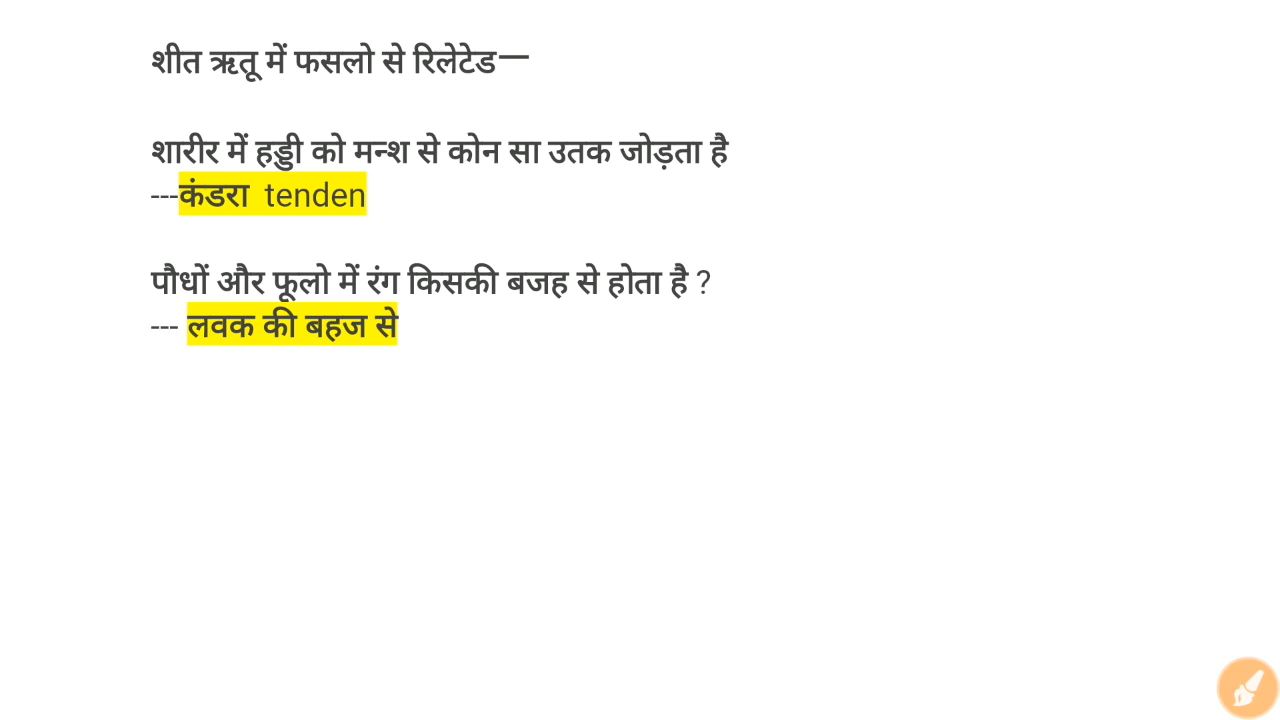 शीत ऋतू में फसलो से रिलेटेड—
शारीर में हड्डी को मन्श से कोन सा उतक जोड़ता है
---कंडरा tenden
पौधों और फूलो में रंग किसकी बजह से होता है ?
--- लवक की बहज से